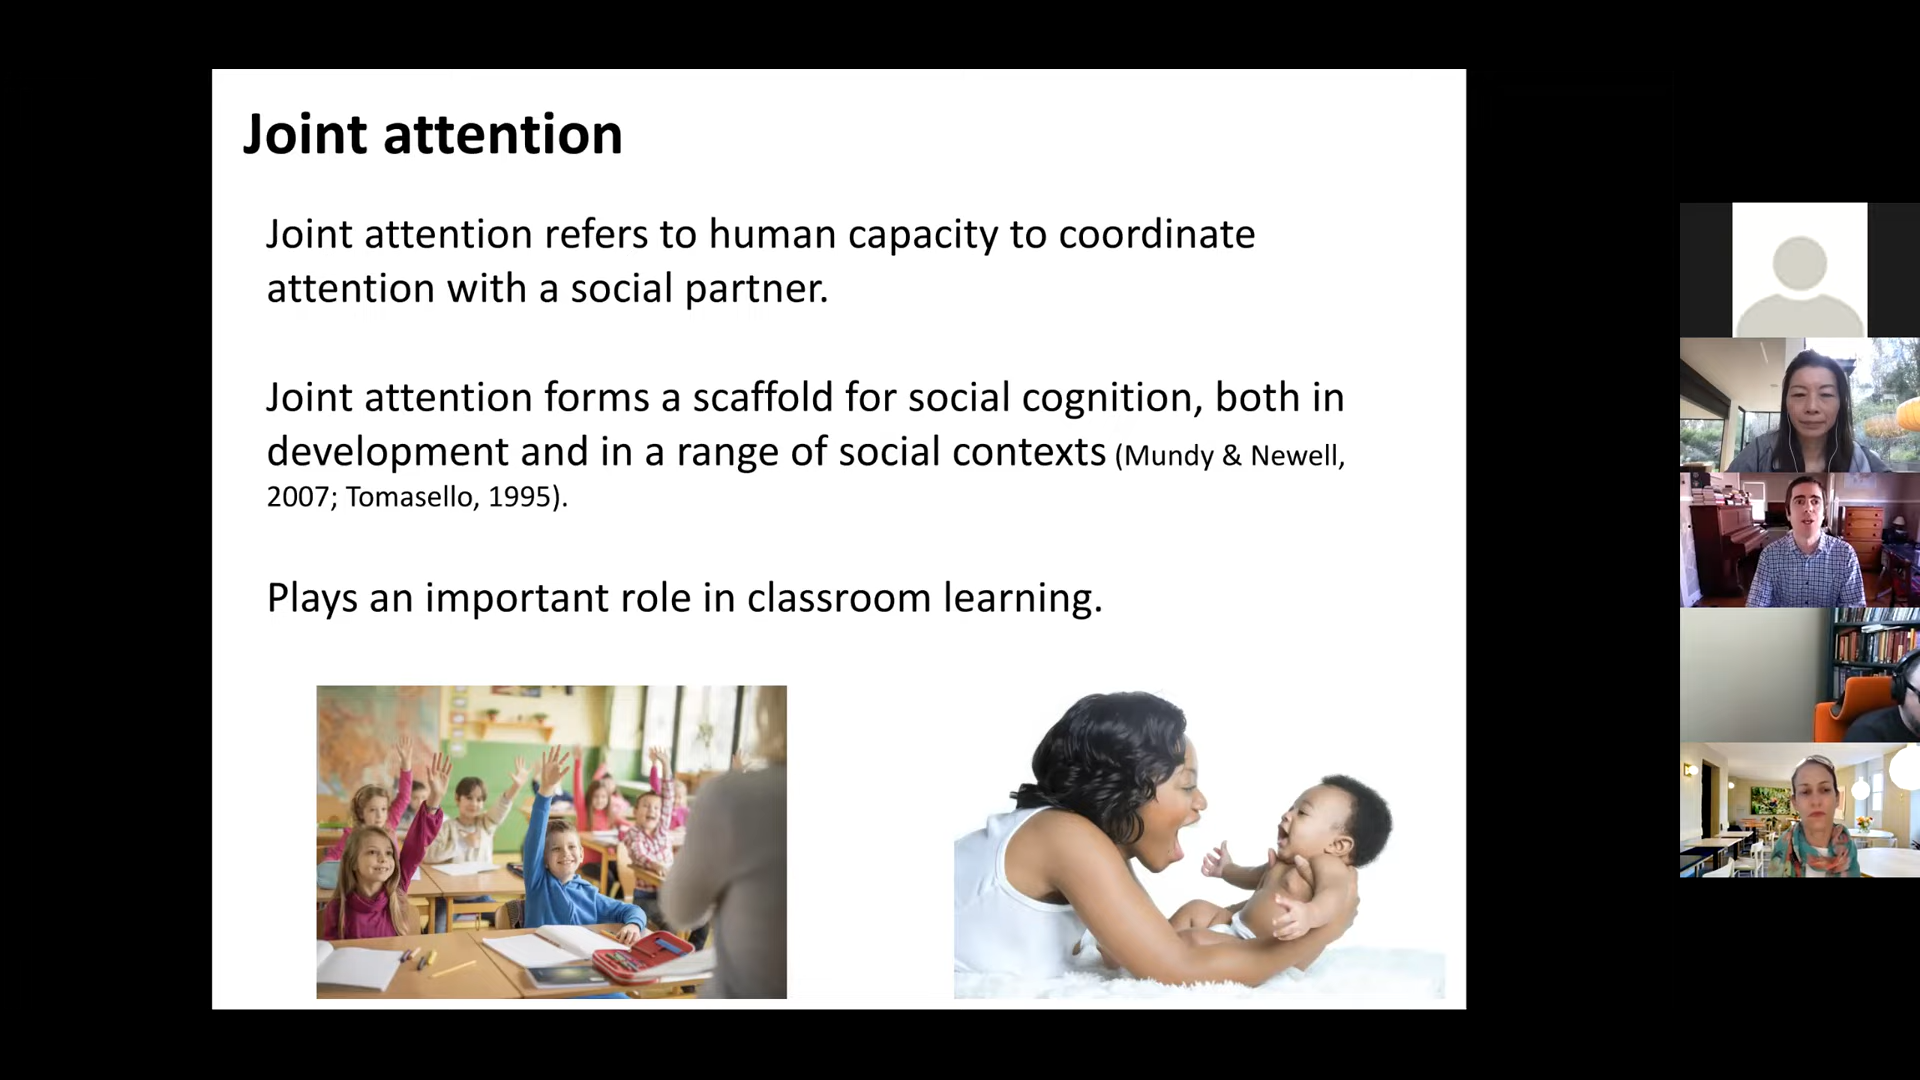 Joint attention
Joint attention refers to human capacity to coordinate
attention with a social partner.
Joint attention forms a scaffold for social cognition, both in
development and in a range of social contexts (Mundy & Newell,
2007; Tomasello, 1995).
Plays an important role in classroom learning.